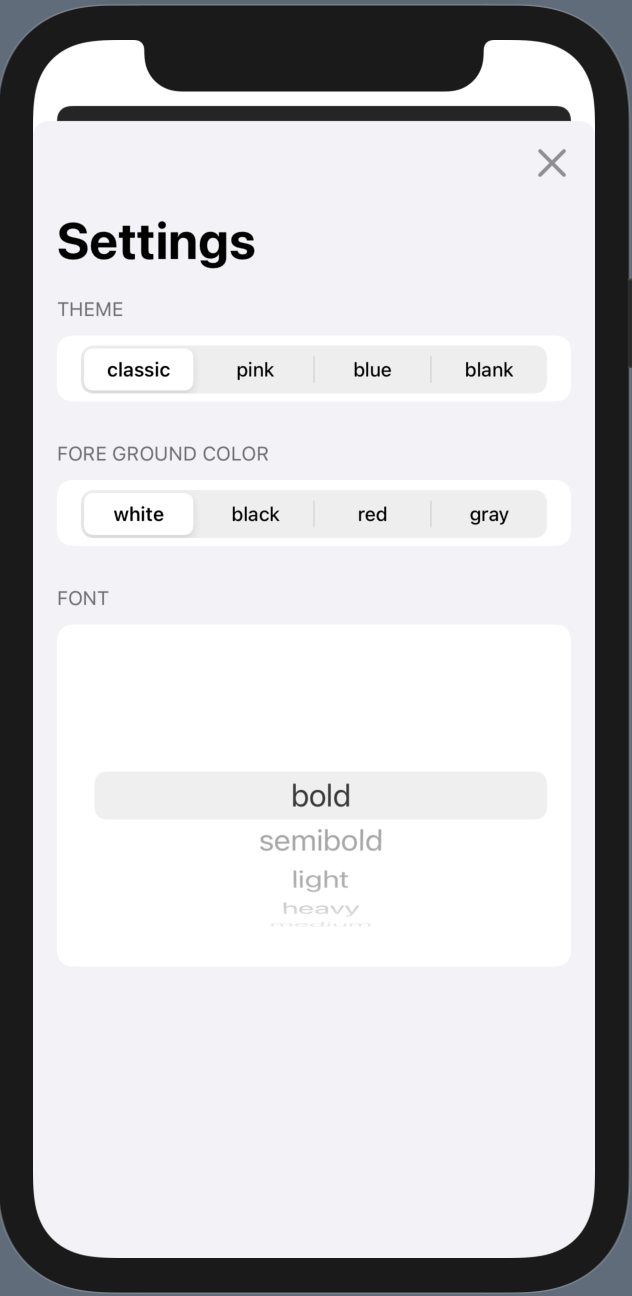 Settings
THEME
classic pink blue blank
FORE GROUND COLOR
white black red gray
FONT
bold
semibold
light
heavy
medium